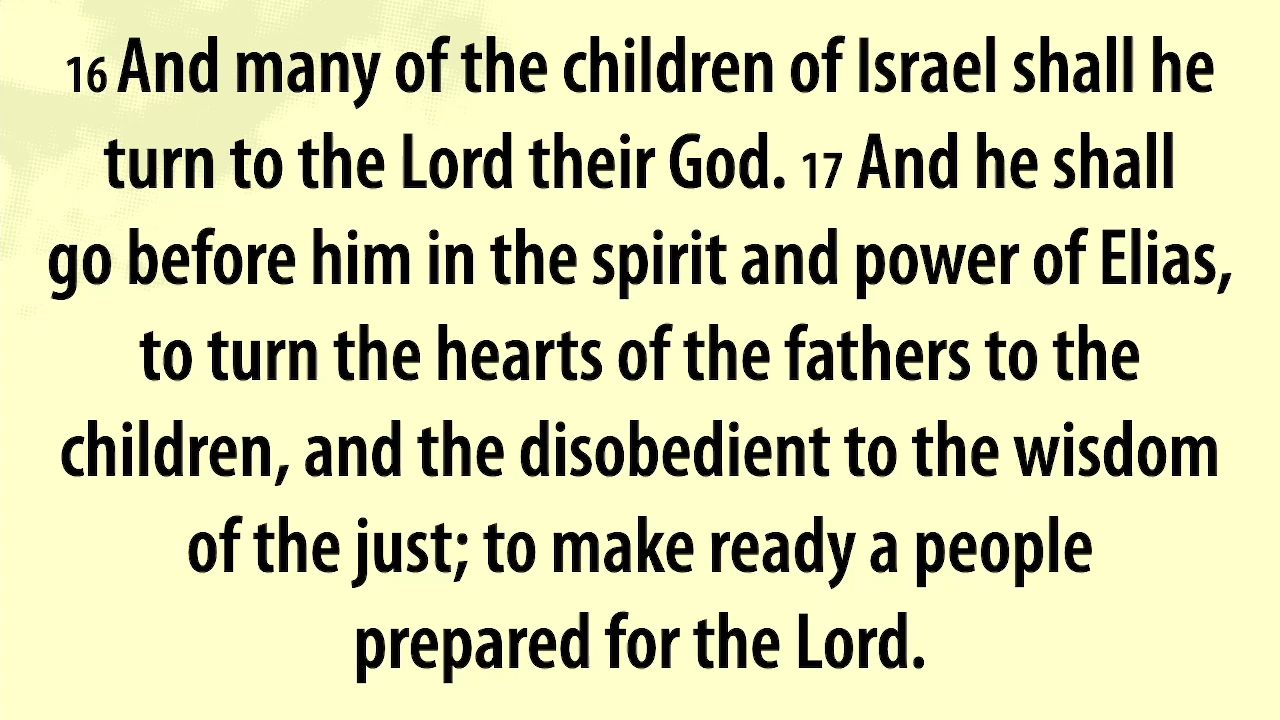 16 And many of the children of Israel shall he
turn to the Lord their God. 17 And he shall
go before him in the spirit and power of Elias,
to turn the hearts of the fathers to the
children, and the disobedient to the wisdom
of the just; to make ready a people
prepared for the Lord.